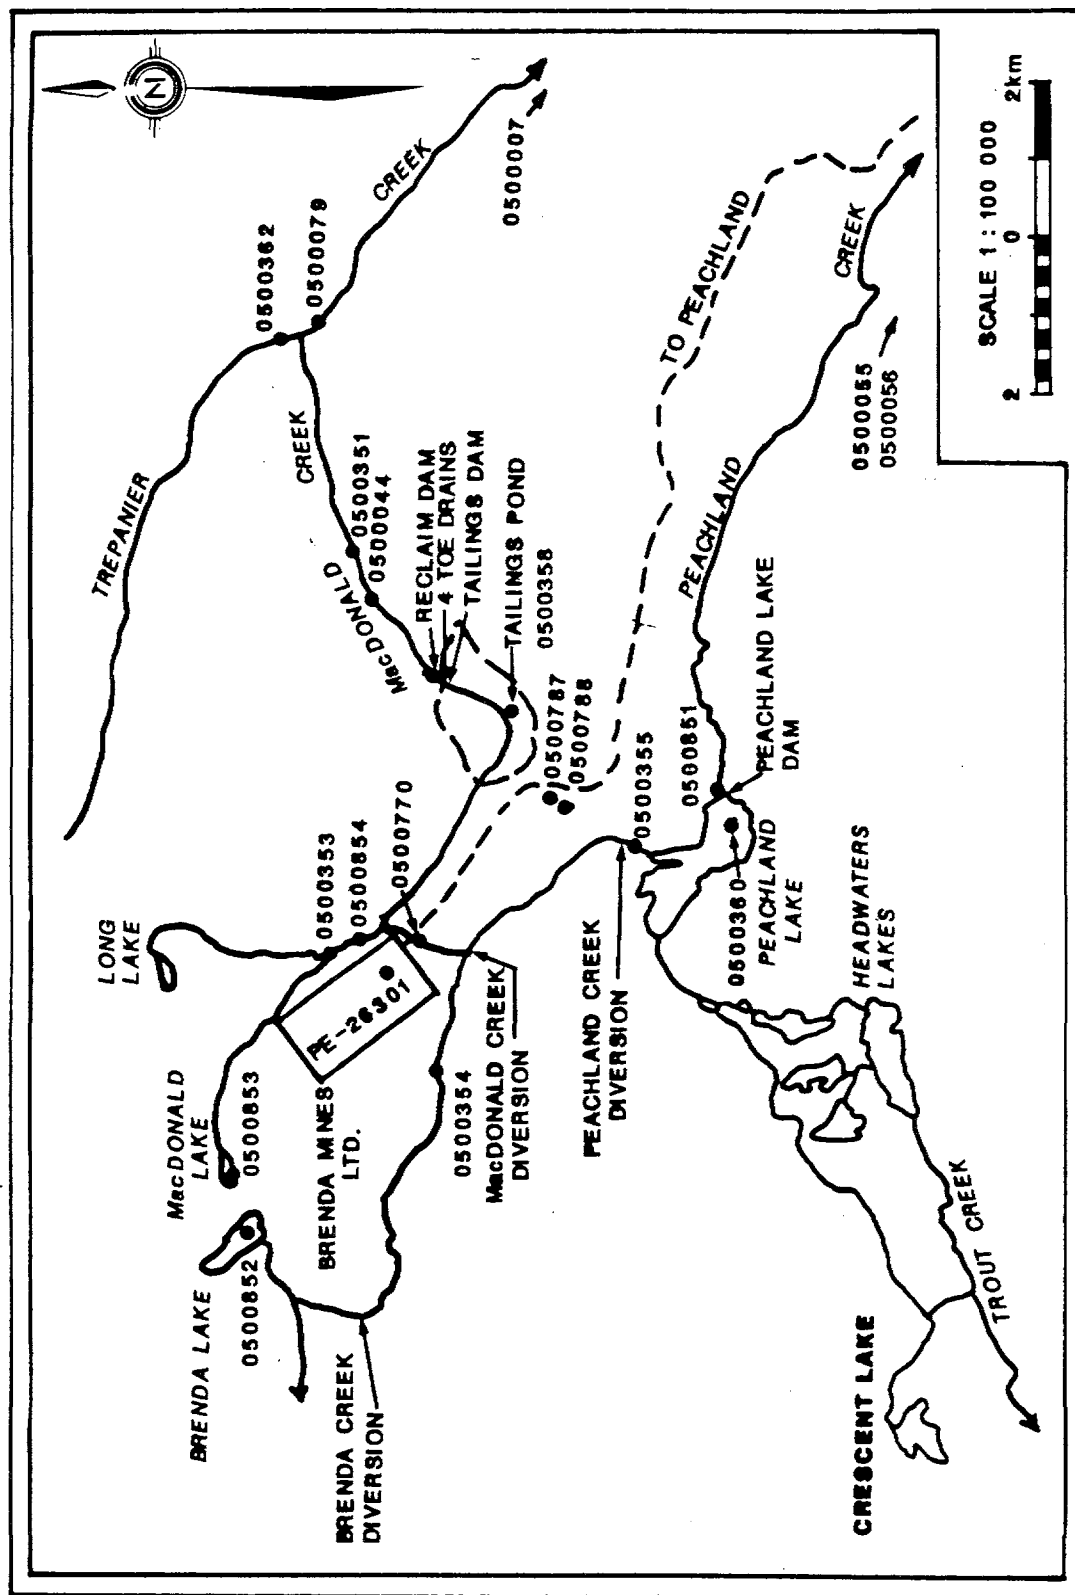 N
LONG
LAKE
MacDONALD
LAKE
BRENDA LAKE
0500852
0500853
BRENDA CREEK
DIVERSION
BRENDA MINES
LTD.
PE-26301
0500353
0500854
0500770
0500354
MacDONALD CREEK
DIVERSION
TREPANIER
CREEK
0500362
0500079
0500007
MacDONALD
CREEK
0500351
0500044
RECLAIM DAM
4 TOE DRAINS
TAILINGS DAM
TAILINGS POND
0500358
0500787
0500788
TO PEACHLAND
PEACHLAND CREEK
DIVERSION
0500355
0500851
PEACHLAND LAKE
DAM
0500360
PEACHLAND
LAKE
PEACHLAND
CREEK
0500055
0500056
HEADWATERS
LAKES
CRESCENT LAKE
TROUT CREEK
SCALE 1 : 100 000
2 0 2km